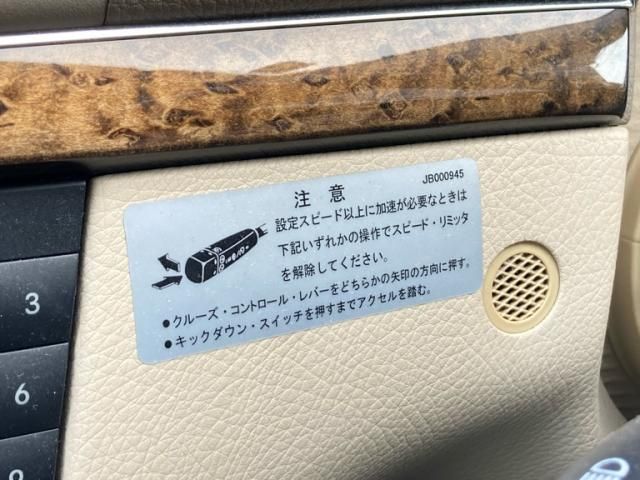 JB000945
注 意
設定スピード以上に加速が必要なときは
下記いずれかの操作でスピード・リミッタ
を解除してください。
●クルーズ・コントロール・レバーをどちらかの矢印の方向に押す。
●キックダウン・スイッチを押すまでアクセルを踏む。
3
6
9